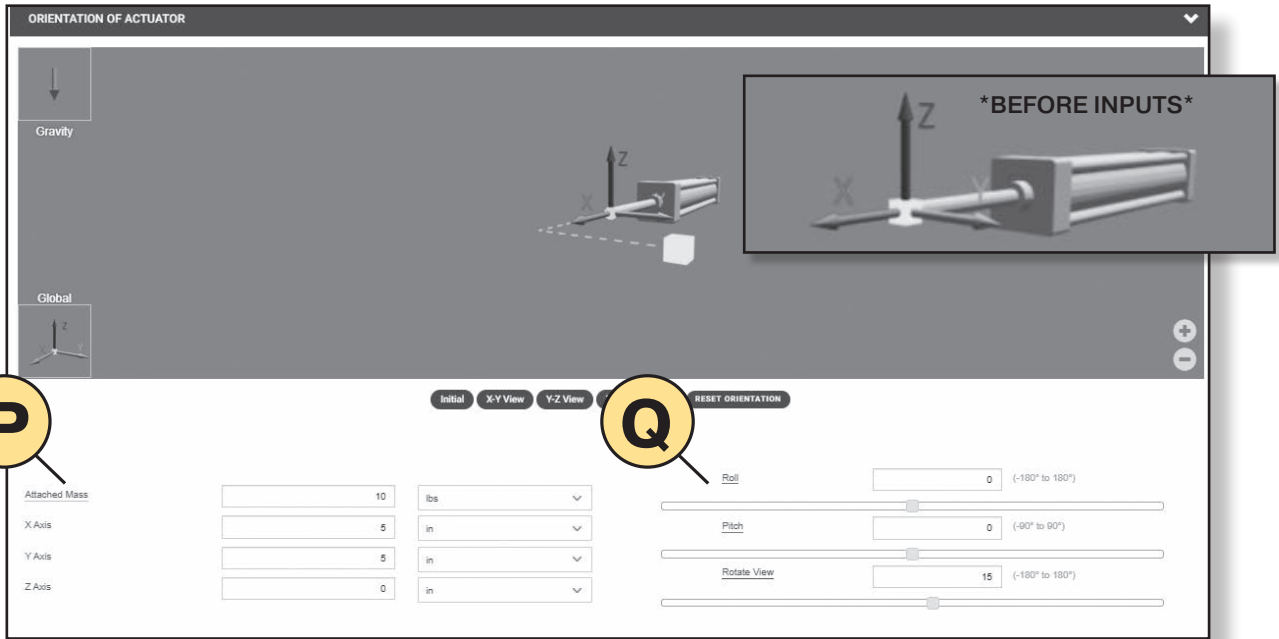 ORIENTATION OF ACTUATOR
Gravity
Z
X
Y
*BEFORE INPUTS*
Z
X
Y
Global
Z
X
Y
Initial X-Y View Y-Z View RESET ORIENTATION
P
Q
Attached Mass 10 lbs
X Axis 5 in
Y Axis 5 in
Z Axis 0 in
Roll 0 (-180° to 180°)
Pitch 0 (-90° to 90°)
Rotate View 15 (-180° to 180°)